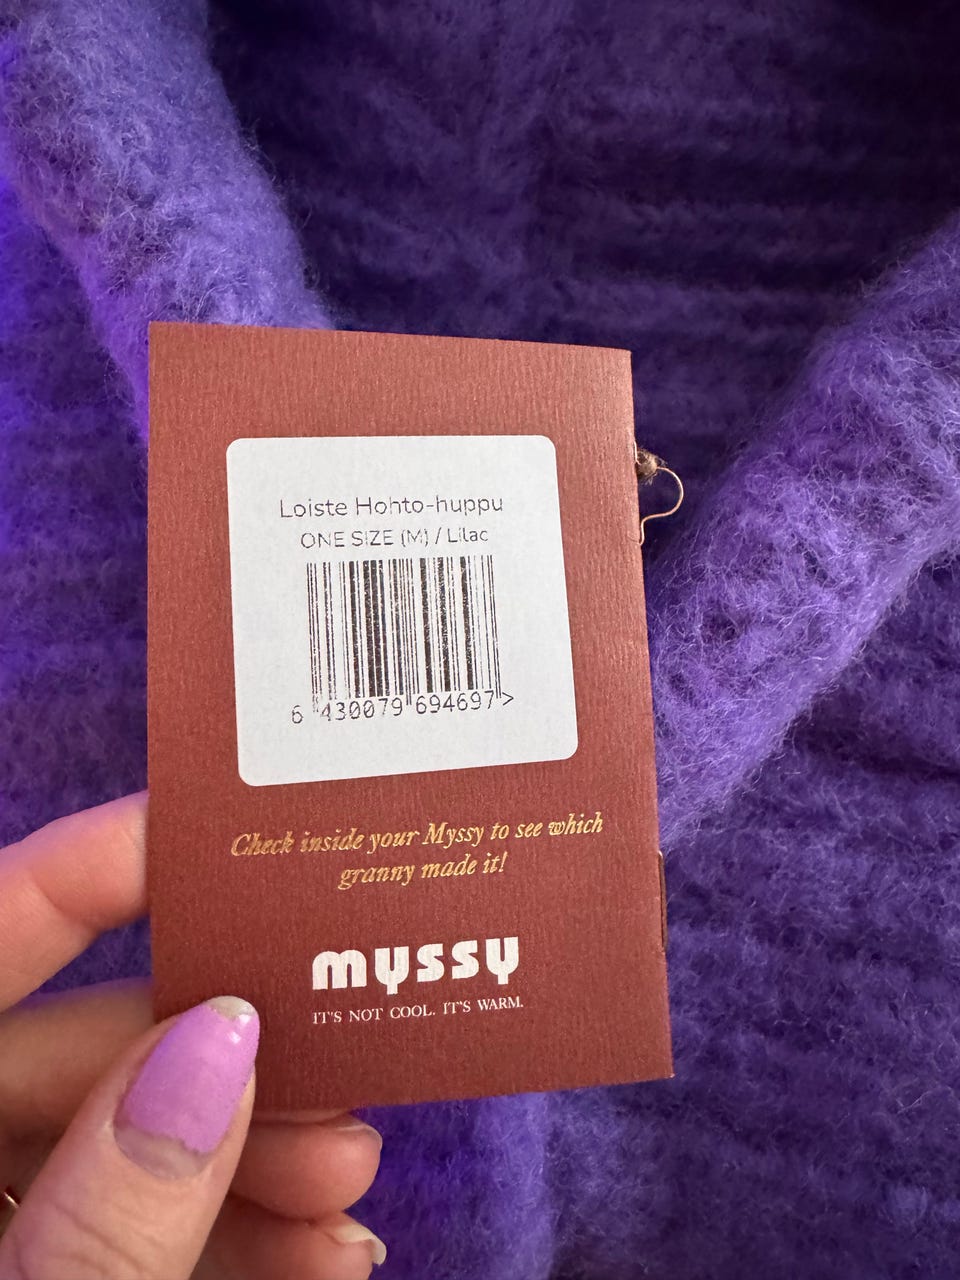 Loiste Hohto-huppu
ONE SIZE (M) / Lilac
6 430079 694697 >
Check inside your Myssy to see which
granny made it!
myssy
IT'S NOT COOL. IT'S WARM.